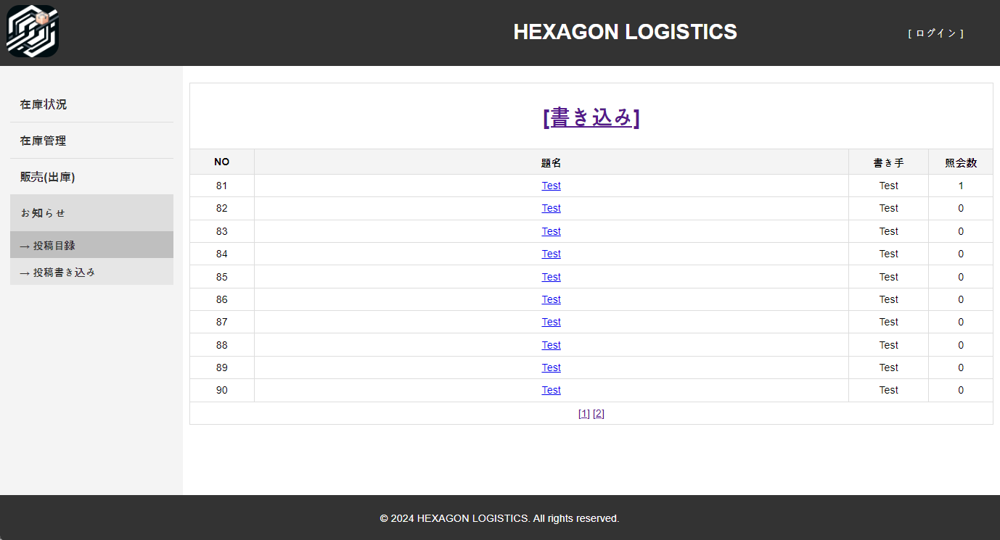 HEXAGON LOGISTICS
[ ログイン ]
在庫状況
在庫管理
販売(出庫)
お知らせ
→ 投稿目録
→ 投稿書き込み
[書き込み]
NO 題名 書き手 照会数
81 Test Test 1
82 Test Test 0
83 Test Test 0
84 Test Test 0
85 Test Test 0
86 Test Test 0
87 Test Test 0
88 Test Test 0
89 Test Test 0
90 Test Test 0
[1] [2]
© 2024 HEXAGON LOGISTICS. All rights reserved.